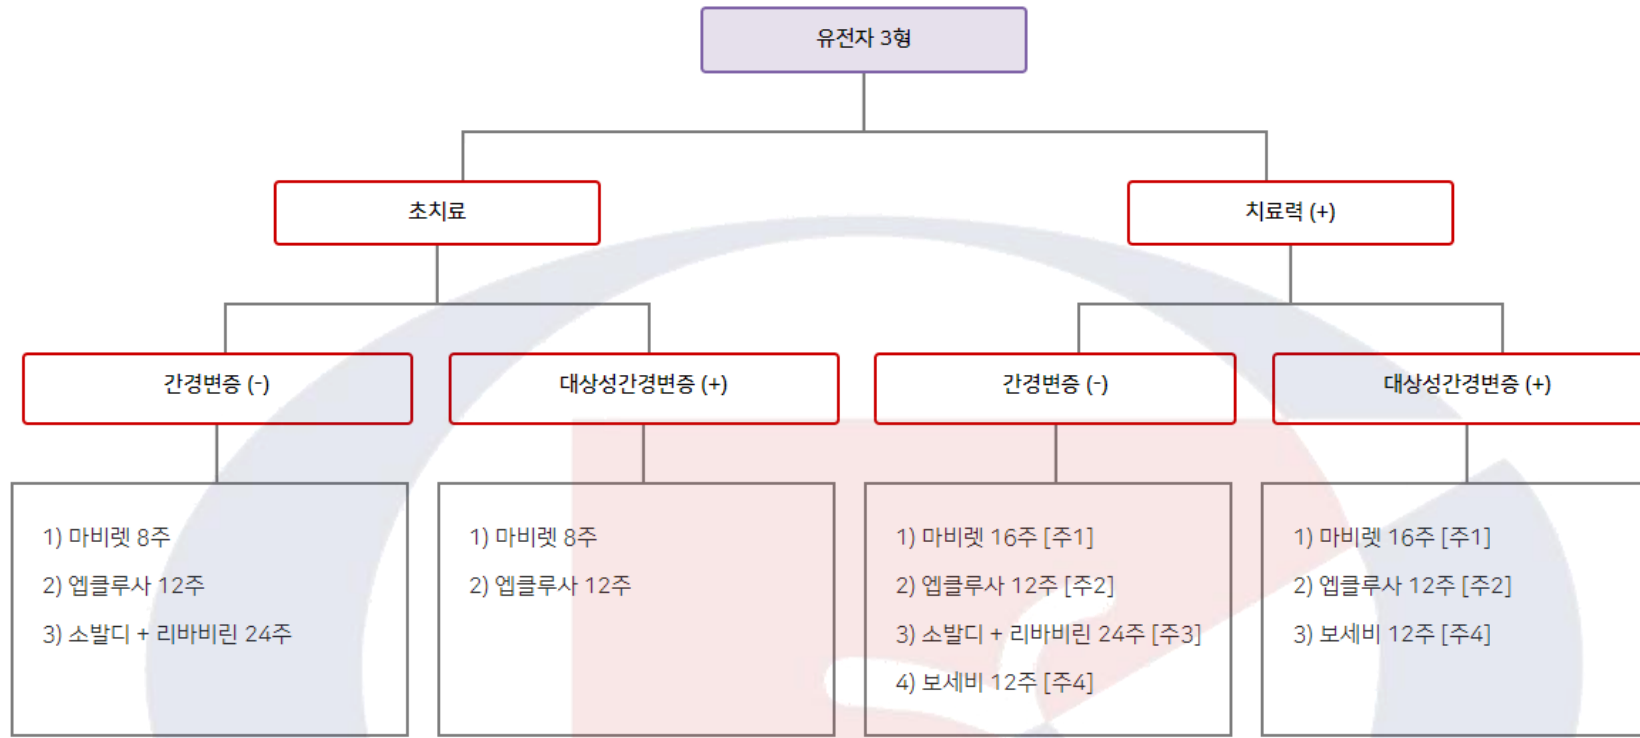 유전자 3형
초치료
치료력 (+)
간경변증 (-)
대상성간경변증 (+)
간경변증 (-)
대상성간경변증 (+)
1) 마비렛 8주
2) 엡클루사 12주
3) 소발디 + 리바비린 24주
1) 마비렛 8주
2) 엡클루사 12주
1) 마비렛 16주 [주1]
2) 엡클루사 12주 [주2]
3) 소발디 + 리바비린 24주 [주3]
4) 보세비 12주 [주4]
1) 마비렛 16주 [주1]
2) 엡클루사 12주 [주2]
3) 보세비 12주 [주4]